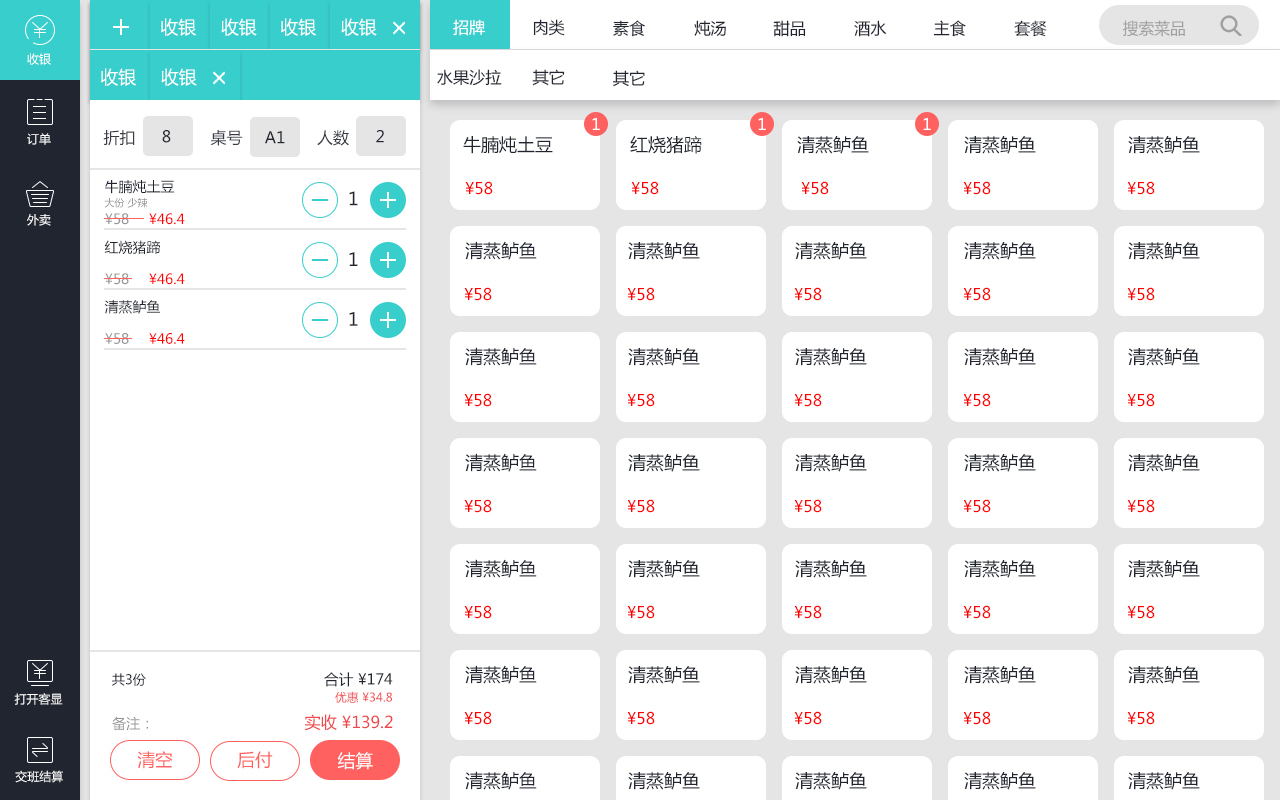 收银
订单
外卖
打开客显
交班结算
收银 收银 收银 收银
收银 收银
折扣 8 桌号 A1 人数 2
牛腩炖土豆
大份 少辣
¥58 ¥46.4
1
红烧猪蹄
¥58 ¥46.4
1
清蒸鲈鱼
¥58 ¥46.4
1
共3份 合计 ¥174
优惠 ¥34.8
备注： 实收 ¥139.2
清空 后付 结算
招牌 肉类 素食 炖汤 甜品 酒水 主食 套餐 搜索菜品
水果沙拉 其它 其它
1 1 1
牛腩炖土豆 红烧猪蹄 清蒸鲈鱼 清蒸鲈鱼 清蒸鲈鱼
¥58 ¥58 ¥58 ¥58 ¥58
清蒸鲈鱼 清蒸鲈鱼 清蒸鲈鱼 清蒸鲈鱼 清蒸鲈鱼
¥58 ¥58 ¥58 ¥58 ¥58
清蒸鲈鱼 清蒸鲈鱼 清蒸鲈鱼 清蒸鲈鱼 清蒸鲈鱼
¥58 ¥58 ¥58 ¥58 ¥58
清蒸鲈鱼 清蒸鲈鱼 清蒸鲈鱼 清蒸鲈鱼 清蒸鲈鱼
¥58 ¥58 ¥58 ¥58 ¥58
清蒸鲈鱼 清蒸鲈鱼 清蒸鲈鱼 清蒸鲈鱼 清蒸鲈鱼
¥58 ¥58 ¥58 ¥58 ¥58
清蒸鲈鱼 清蒸鲈鱼 清蒸鲈鱼 清蒸鲈鱼 清蒸鲈鱼
¥58 ¥58 ¥58 ¥58 ¥58
清蒸鲈鱼 清蒸鲈鱼 清蒸鲈鱼 清蒸鲈鱼 清蒸鲈鱼